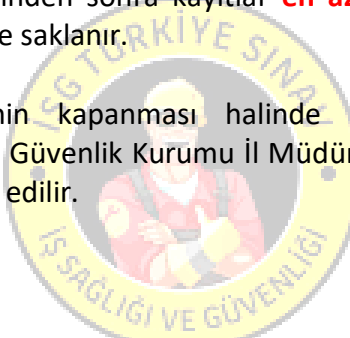 inden sonra kayıtlar en az
e saklanır.
nin kapanması halinde
Güvenlik Kurumu İl Müdür
edilir.
İSG TÜRKİYE SINAV
İŞ SAĞLIĞI VE GÜVENLİĞİ